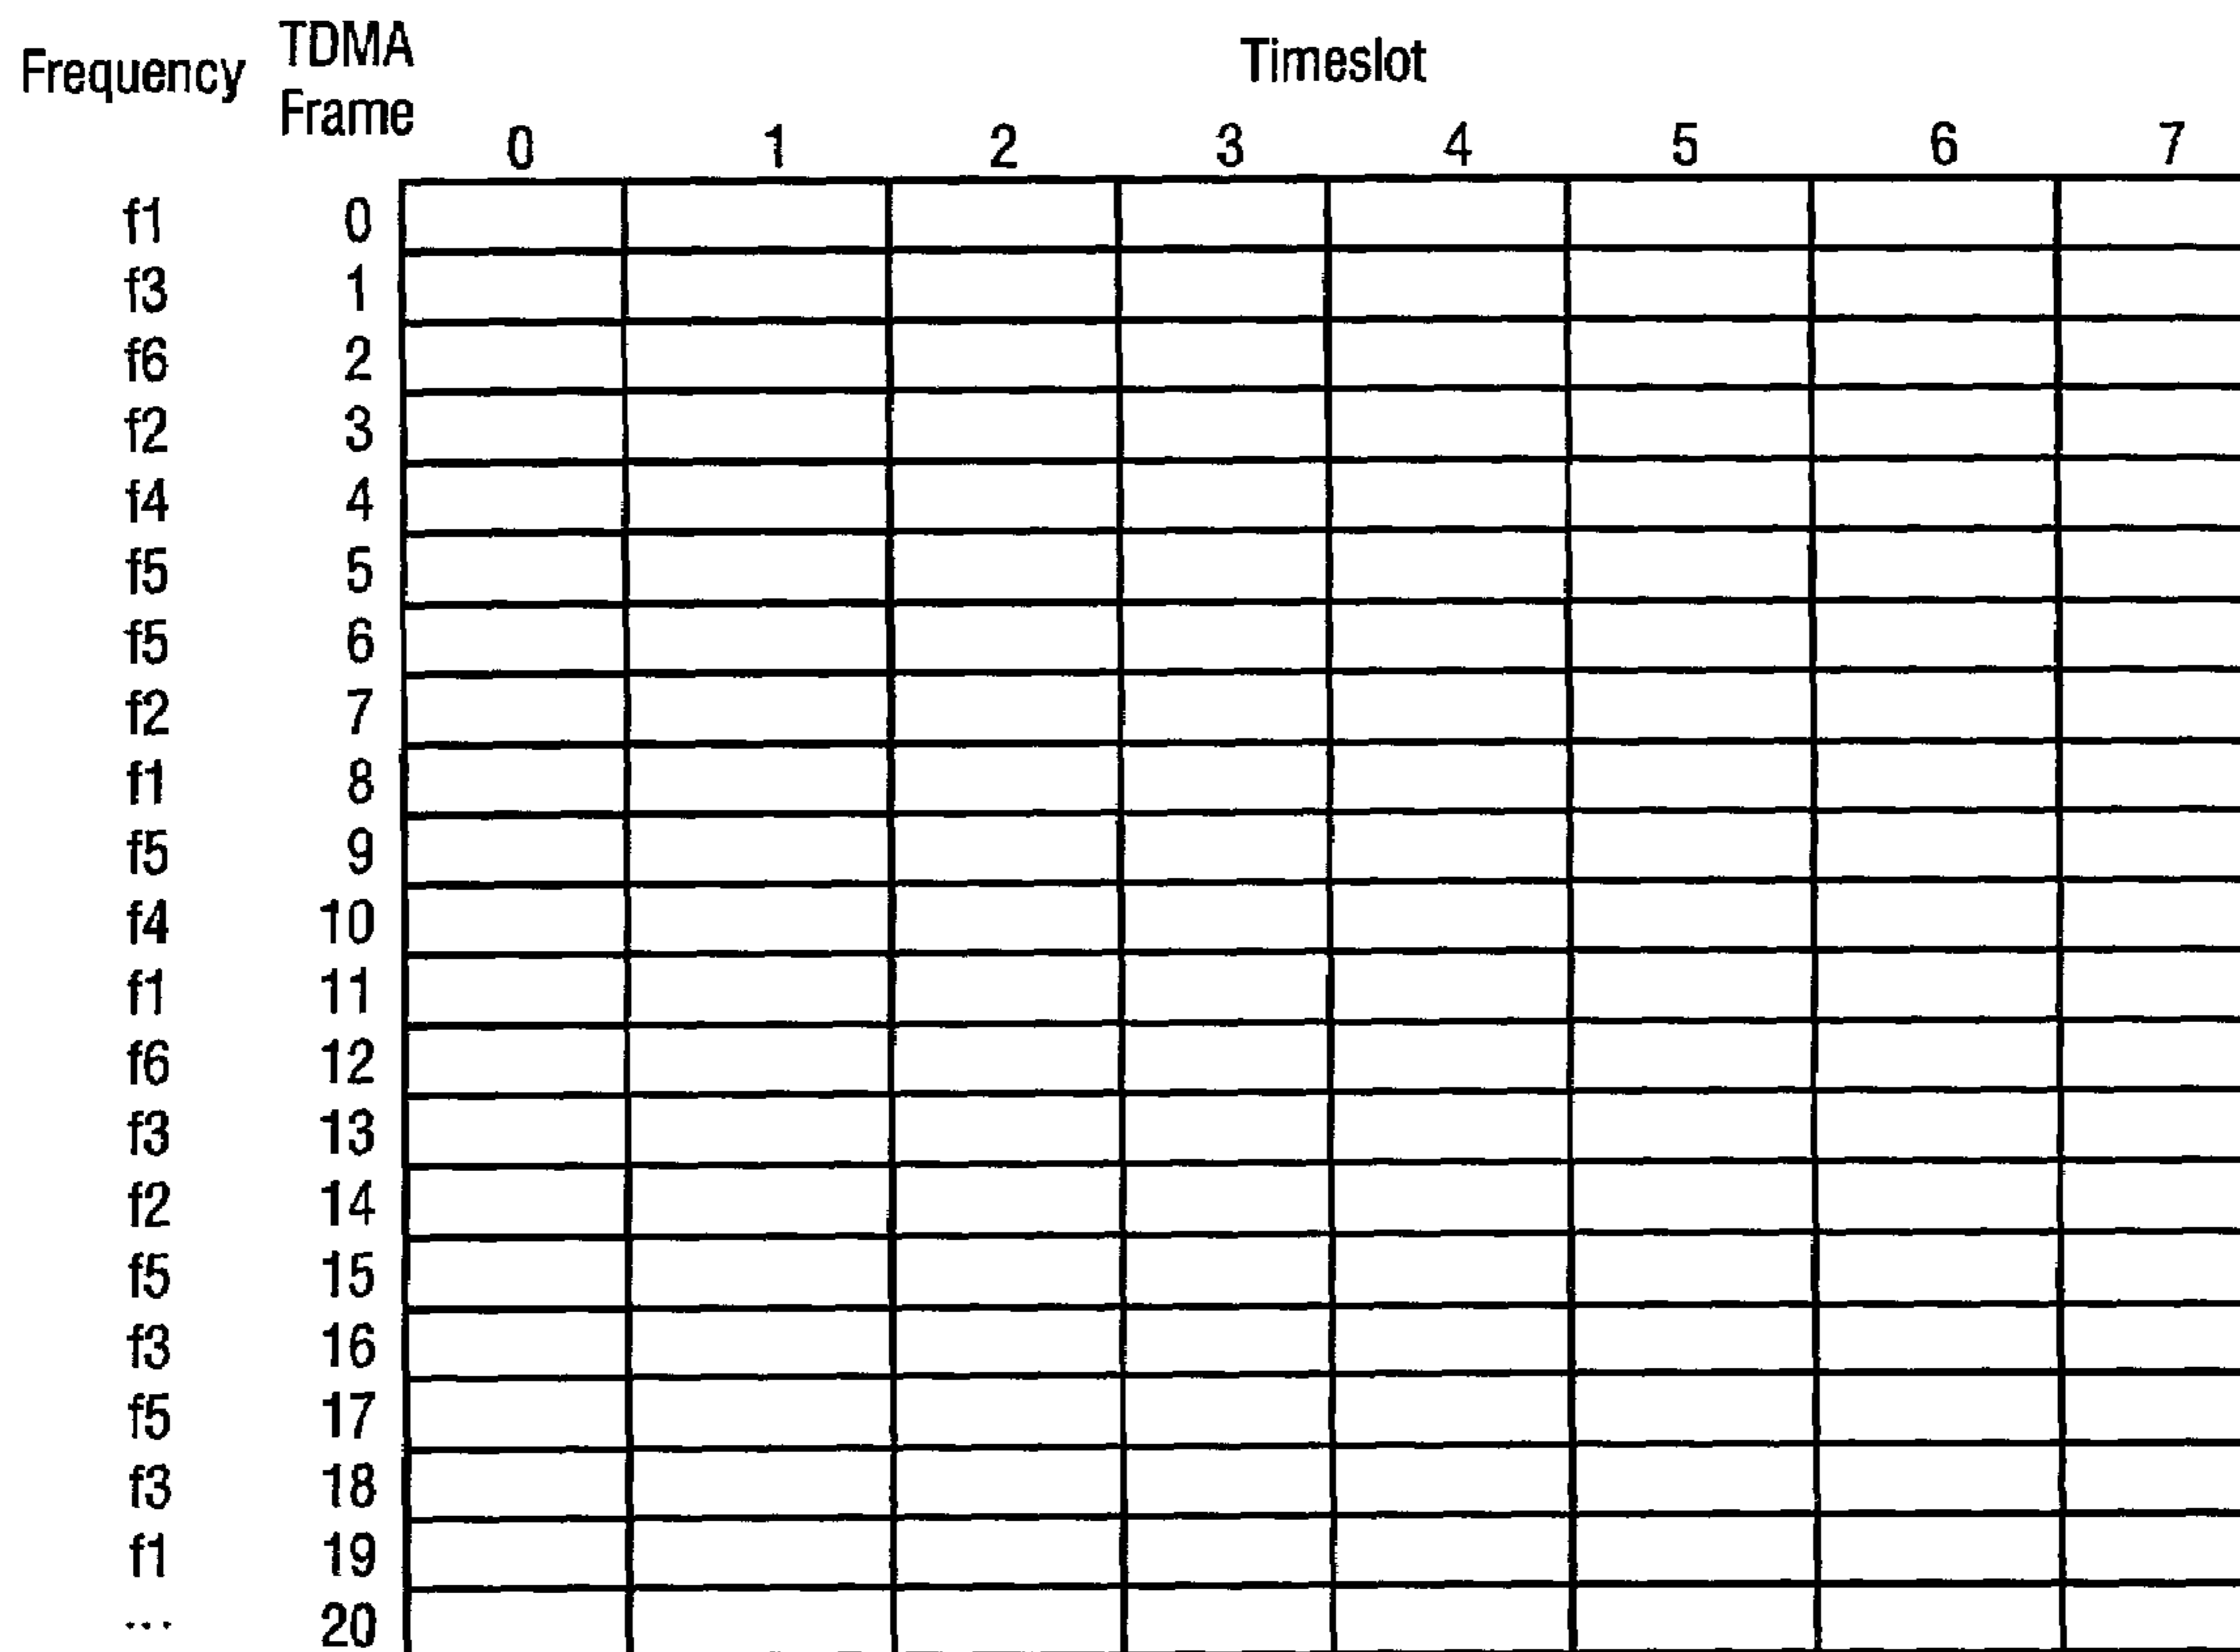 Frequency TDMA Frame Timeslot
0 1 2 3 4 5 6 7
f1 0
f3 1
f6 2
f2 3
f4 4
f5 5
f5 6
f2 7
f1 8
f5 9
f4 10
f1 11
f6 12
f3 13
f2 14
f5 15
f3 16
f5 17
f3 18
f1 19
... 20